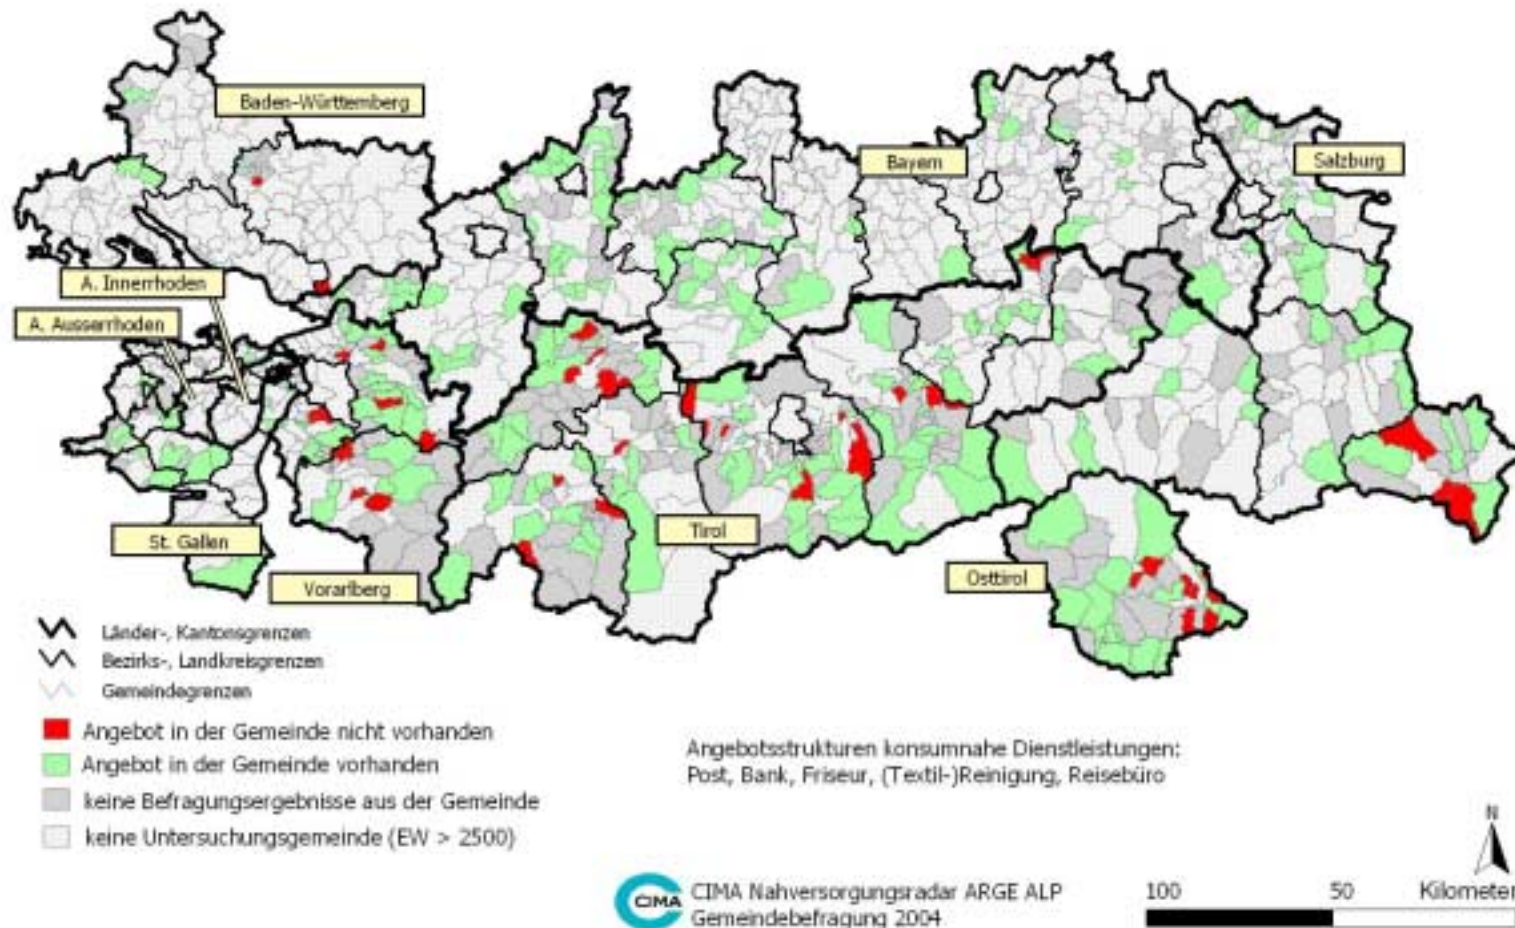 Baden-Württemberg
Bayern
Salzburg
A. Innerrhoden
A. Ausserrhoden
St. Gallen
Vorarlberg
Tirol
Osttirol
Länder-, Kantonsgrenzen
Bezirks-, Landkreisgrenzen
Gemeindegrenzen
Angebot in der Gemeinde nicht vorhanden
Angebot in der Gemeinde vorhanden
keine Befragungsergebnisse aus der Gemeinde
keine Untersuchungsgemeinde (EW > 2500)
Angebotsstrukturen konsumnahe Dienstleistungen:
Post, Bank, Friseur, (Textil-)Reinigung, Reisebüro
N
CIMA
CIMA Nahversorgungsradar ARGE ALP
Gemeindebefragung 2004
100 50 Kilometer